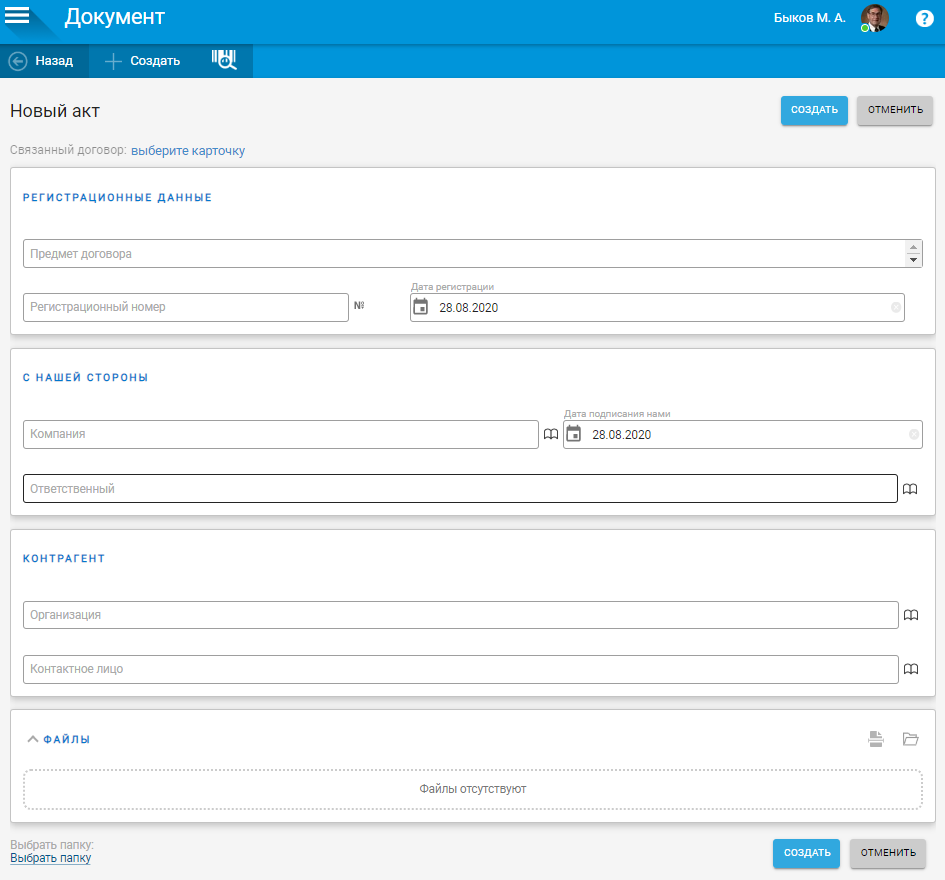 Документ
Быков М. А.
?
Назад
Создать
Новый акт
СОЗДАТЬ
ОТМЕНИТЬ
Связанный договор: выберите карточку
РЕГИСТРАЦИОННЫЕ ДАННЫЕ
Предмет договора
Дата регистрации
Регистрационный номер
№
28.08.2020
С НАШЕЙ СТОРОНЫ
Дата подписания нами
Компания
28.08.2020
Ответственный
КОНТРАГЕНТ
Организация
Контактное лицо
ФАЙЛЫ
Файлы отсутствуют
Выбрать папку:
Выбрать папку
СОЗДАТЬ
ОТМЕНИТЬ